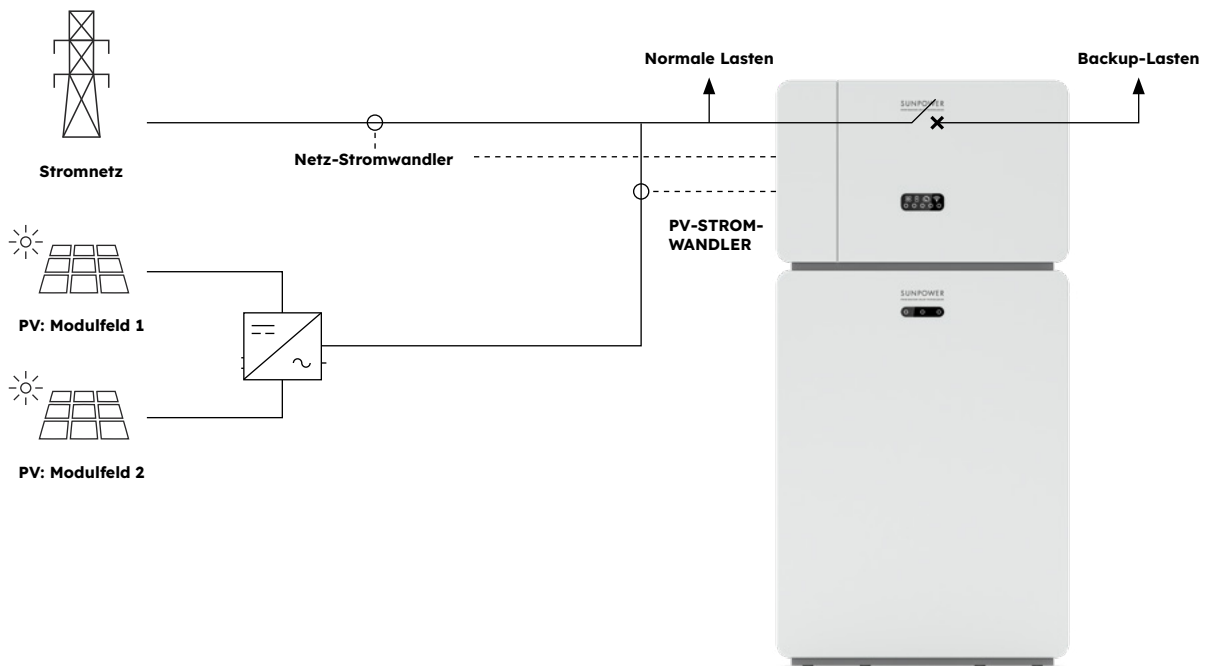 Normale Lasten
Backup-Lasten
SUNPOWER
Netz-Stromwandler
Stromnetz
PV-STROM-
WANDLER
SUNPOWER
PV: Modulfeld 1
PV: Modulfeld 2